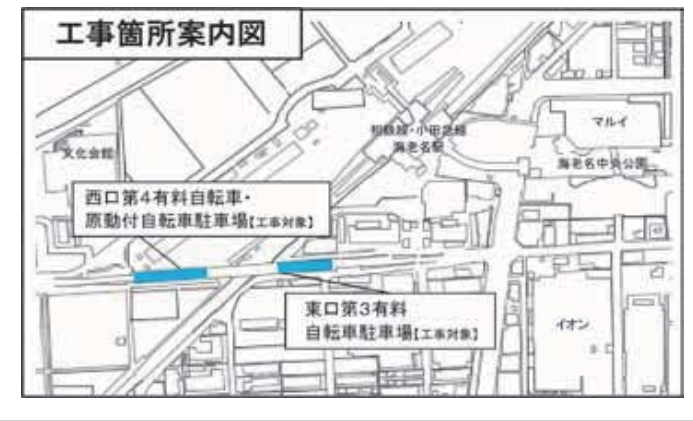 工事箇所案内図
相鉄線・小田急線
海老名駅
マルイ
文化会館
海老名中央公園
西口第4有料自転車・
原動付自転車駐車場【工事対象】
東口第3有料
自転車駐車場【工事対象】
イオン